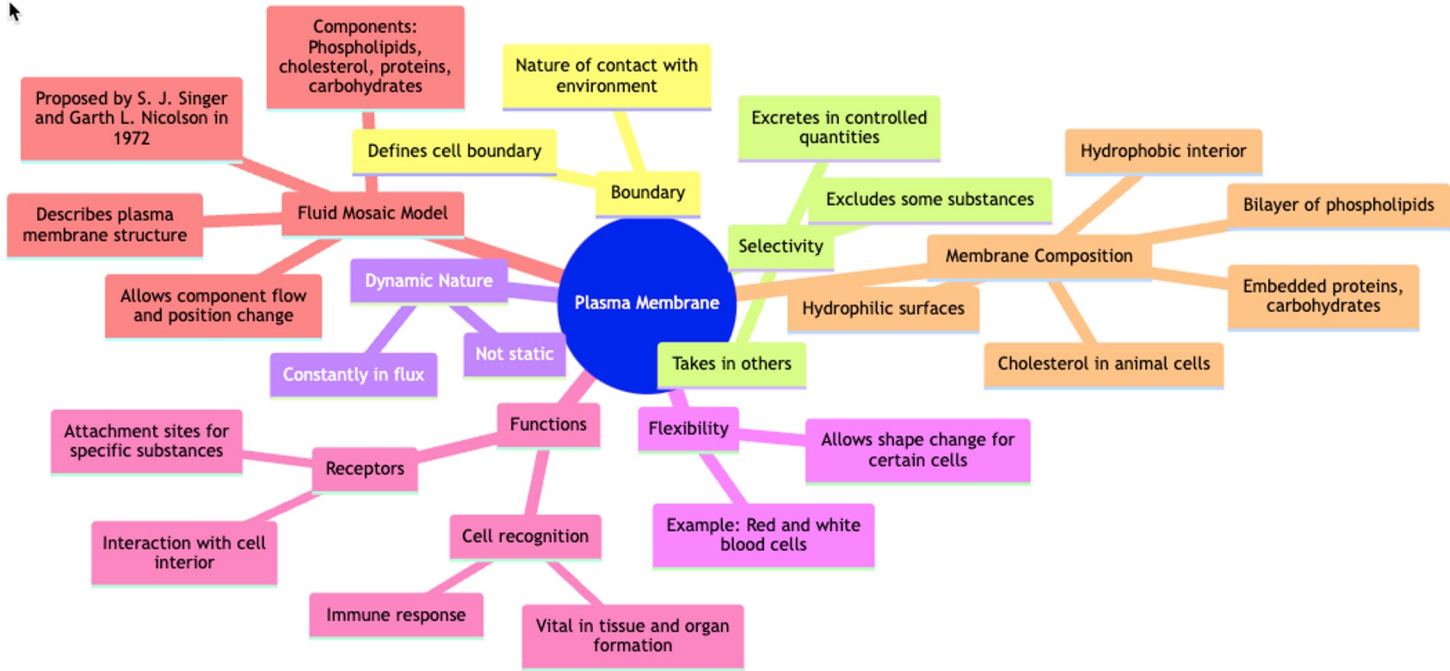 Plasma Membrane
Fluid Mosaic Model
Components:
Phospholipids,
cholesterol, proteins,
carbohydrates
Proposed by S. J. Singer
and Garth L. Nicolson in
1972
Describes plasma
membrane structure
Allows component flow
and position change
Boundary
Defines cell boundary
Nature of contact with
environment
Selectivity
Excretes in controlled
quantities
Excludes some substances
Takes in others
Membrane Composition
Hydrophobic interior
Bilayer of phospholipids
Embedded proteins,
carbohydrates
Cholesterol in animal cells
Hydrophilic surfaces
Dynamic Nature
Constantly in flux
Not static
Functions
Receptors
Attachment sites for
specific substances
Interaction with cell
interior
Cell recognition
Immune response
Vital in tissue and organ
formation
Flexibility
Allows shape change for
certain cells
Example: Red and white
blood cells